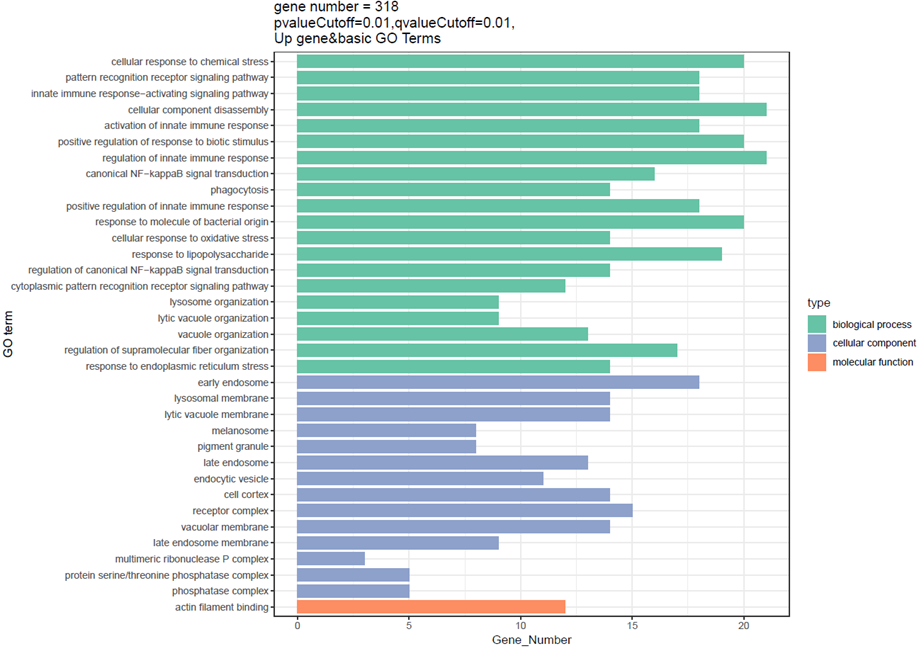 gene number = 318
pvalueCutoff=0.01,qvalueCutoff=0.01,
Up gene&basic GO Terms
cellular response to chemical stress
pattern recognition receptor signaling pathway
innate immune response−activating signaling pathway
cellular component disassembly
activation of innate immune response
positive regulation of response to biotic stimulus
regulation of innate immune response
canonical NF−kappaB signal transduction
phagocytosis
positive regulation of innate immune response
response to molecule of bacterial origin
cellular response to oxidative stress
response to lipopolysaccharide
regulation of canonical NF−kappaB signal transduction
cytoplasmic pattern recognition receptor signaling pathway
lysosome organization
lytic vacuole organization
vacuole organization
regulation of supramolecular fiber organization
response to endoplasmic reticulum stress
early endosome
lysosomal membrane
lytic vacuole membrane
melanosome
pigment granule
late endosome
endocytic vesicle
cell cortex
receptor complex
vacuolar membrane
late endosome membrane
multimeric ribonuclease P complex
protein serine/threonine phosphatase complex
phosphatase complex
actin filament binding
GO term
0 5 10 15 20
Gene_Number
type
biological process
cellular component
molecular function